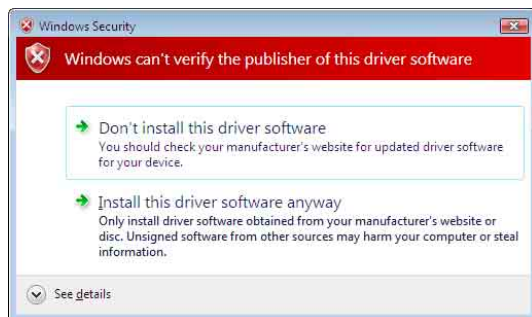 Windows Security
Windows can't verify the publisher of this driver software
Don't install this driver software
You should check your manufacturer's website for updated driver software
for your device.
Install this driver software anyway
Only install driver software obtained from your manufacturer's website or
disc. Unsigned software from other sources may harm your computer or steal
information.
See details